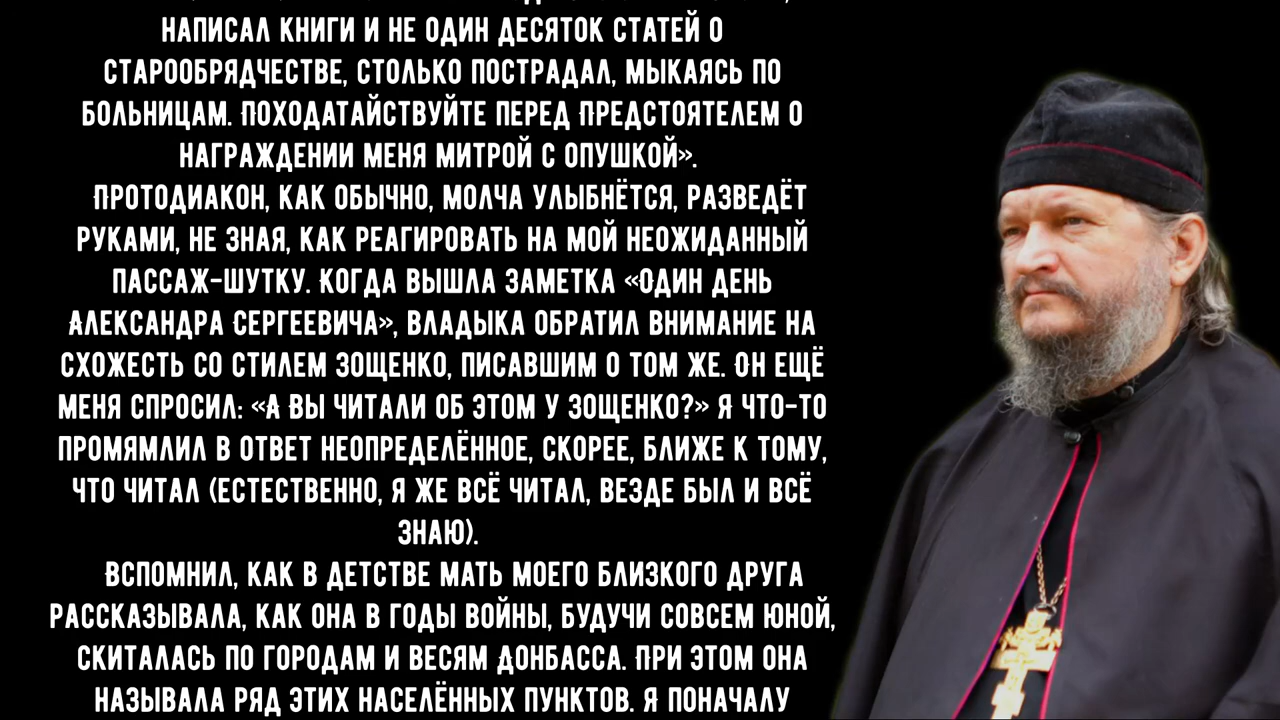 НАПИСАЛ КНИГИ И НЕ ОДИН ДЕСЯТОК СТАТЕЙ О
СТАРООБРЯДЧЕСТВЕ, СТОЛЬКО ПОСТРАДАЛ, МЫКАЯСЬ ПО
БОЛЬНИЦАМ. ПОХОДАТАЙСТВУЙТЕ ПЕРЕД ПРЕДСТОЯТЕЛЕМ О
НАГРАЖДЕНИИ МЕНЯ МИТРОЙ С ОПУШКОЙ».
ПРОТОДИАКОН, КАК ОБЫЧНО, МОЛЧА УЛЫБНЁТСЯ, РАЗВЕДЁТ
РУКАМИ, НЕ ЗНАЯ, КАК РЕАГИРОВАТЬ НА МОЙ НЕОЖИДАННЫЙ
ПАССАЖ-ШУТКУ. КОГДА ВЫШЛА ЗАМЕТКА «ОДИН ДЕНЬ
АЛЕКСАНДРА СЕРГЕЕВИЧА», ВЛАДЫКА ОБРАТИЛ ВНИМАНИЕ НА
СХОЖЕСТЬ СО СТИЛЕМ ЗОЩЕНКО, ПИСАВШИМ О ТОМ ЖЕ. ОН ЕЩЁ
МЕНЯ СПРОСИЛ: «А ВЫ ЧИТАЛИ ОБ ЭТОМ У ЗОЩЕНКО?» Я ЧТО-ТО
ПРОМЯМЛИЛ В ОТВЕТ НЕОПРЕДЕЛЁННОЕ, СКОРЕЕ, БЛИЖЕ К ТОМУ,
ЧТО ЧИТАЛ (ЕСТЕСТВЕННО, Я ЖЕ ВСЁ ЧИТАЛ, ВЕЗДЕ БЫЛ И ВСЁ
ЗНАЮ).
ВСПОМНИЛ, КАК В ДЕТСТВЕ МАТЬ МОЕГО БЛИЗКОГО ДРУГА
РАССКАЗЫВАЛА, КАК ОНА В ГОДЫ ВОЙНЫ, БУДУЧИ СОВСЕМ ЮНОЙ,
СКИТАЛАСЬ ПО ГОРОДАМ И ВЕСЯМ ДОНБАССА. ПРИ ЭТОМ ОНА
НАЗЫВАЛА РЯД ЭТИХ НАСЕЛЁННЫХ ПУНКТОВ. Я ПОНАЧАЛУ